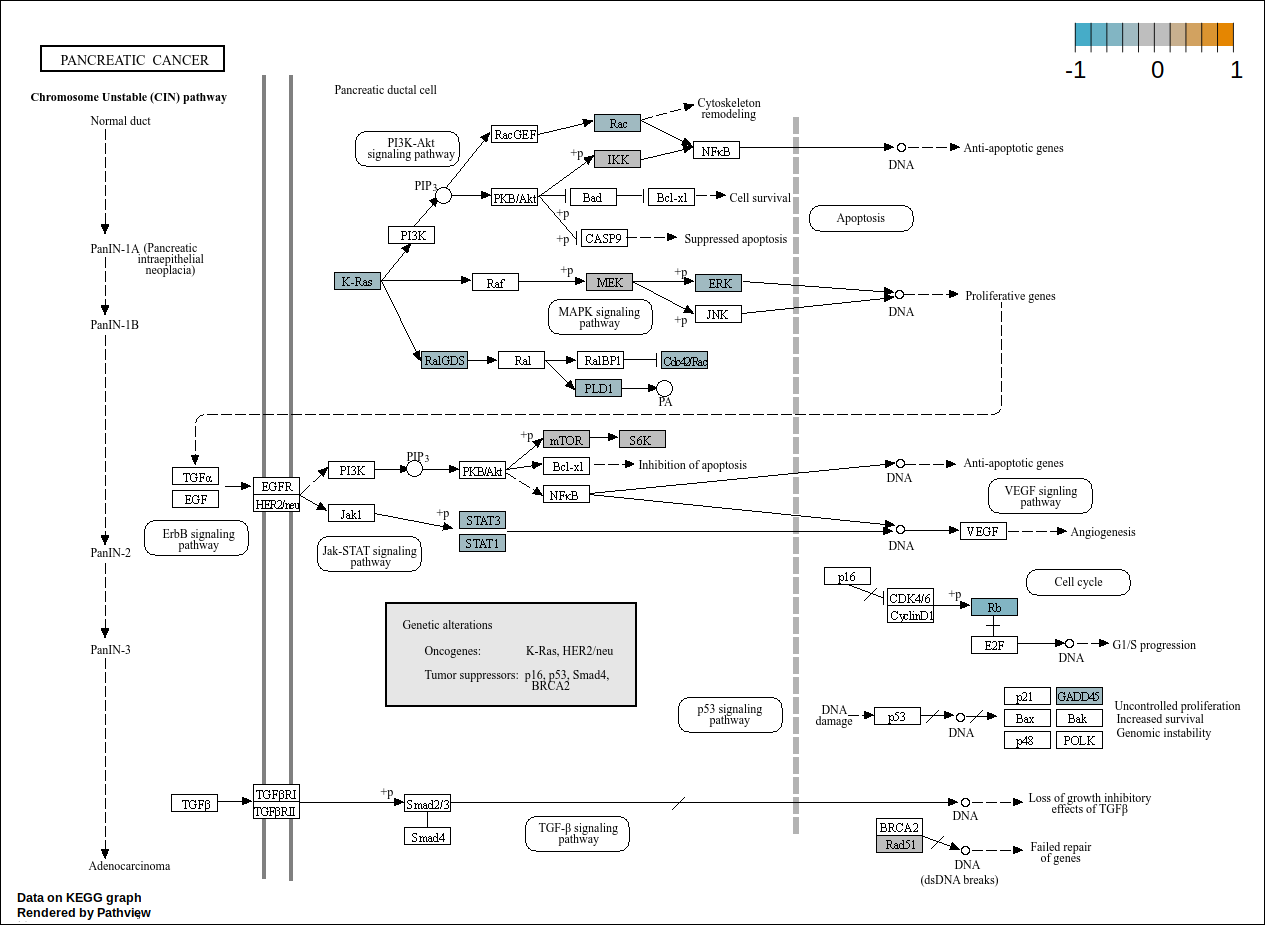 PANCREATIC CANCER
-1 0 1
Chromosome Unstable (CIN) pathway
Normal duct
PanIN-1A (Pancreatic
intraepithelial
neoplacia)
PanIN-1B
PanIN-2
PanIN-3
Adenocarcinoma
Pancreatic ductal cell
PI3K-Akt
signaling pathway
RacGEF
Rac
Cytoskeleton
remodeling
+p
IKK
NFκB
DNA
Anti-apoptotic genes
PIP3
PKB/Akt
Bad
Bcl-xl
Cell survival
+p
+p
CASP9
Suppressed apoptosis
Apoptosis
PI3K
K-Ras
Raf
+p
MEK
+p
ERK
MAPK signaling
pathway
+p
JNK
DNA
Proliferative genes
RalGDS
Ral
RalBP1
Cdc42/Rac
PLD1
PA
TGFα
EGF
EGFR
HER2/neu
ErbB signaling
pathway
PI3K
PIP3
PKB/Akt
+p
mTOR
S6K
Bcl-xl
Inhibition of apoptosis
NFκB
DNA
Anti-apoptotic genes
VEGF signling
pathway
Jak1
+p
STAT3
STAT1
Jak-STAT signaling
pathway
DNA
VEGF
Angiogenesis
p16
CDK4/6
CyclinD1
+p
Rb
Cell cycle
E2F
DNA
G1/S progression
Genetic alterations
Oncogenes: K-Ras, HER2/neu
Tumor suppressors: p16, p53, Smad4,
BRCA2
p53 signaling
pathway
DNA
damage
p53
DNA
p21
GADD45
Bax
Bak
p48
POLK
Uncontrolled proliferation
Increased survival
Genomic instability
TGFβ
TGFβRI
TGFβRII
+p
Smad2/3
Smad4
TGF-β signaling
pathway
DNA
Loss of growth inhibitory
effects of TGFβ
BRCA2
Rad51
DNA
(dsDNA breaks)
Failed repair
of genes
Data on KEGG graph
Rendered by Pathview